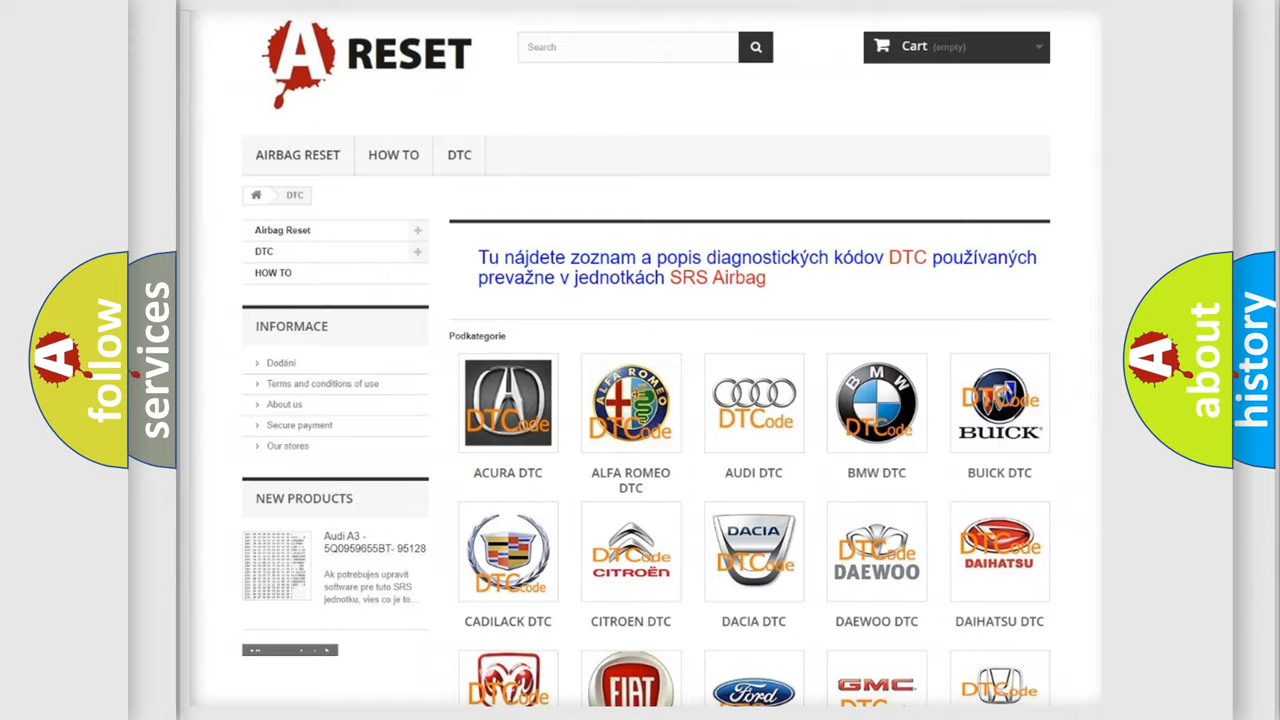 A RESET
Search
Cart (empty)
AIRBAG RESET
HOW TO
DTC
DTC
Airbag Reset
DTC
HOW TO
INFORMACE
Dodání
Terms and conditions of use
About us
Secure payment
Our stores
NEW PRODUCTS
Audi A3 -
5Q0959655BT- 95128
Ak potrebujes upravit
software pre tuto SRS
jednotku, vies co je to...
Tu nájdete zoznam a popis diagnostických kódov DTC používaných
prevažne v jednotkách SRS Airbag
Podkategorie
DTCode
ALFA ROMEO
DTCode
DTCode
BMW
DTCode
DTCode
BUICK
ACURA DTC
ALFA ROMEO
DTC
AUDI DTC
BMW DTC
BUICK DTC
DTCode
DTCode
CITROËN
DACIA
DTCode
DTCode
DAEWOO
DTCode
DAIHATSU
CADILACK DTC
CITROEN DTC
DACIA DTC
DAEWOO DTC
DAIHATSU DTC
DTCode
FIAT
Ford
GMC
DTCode
A
follow
services
A
about
history